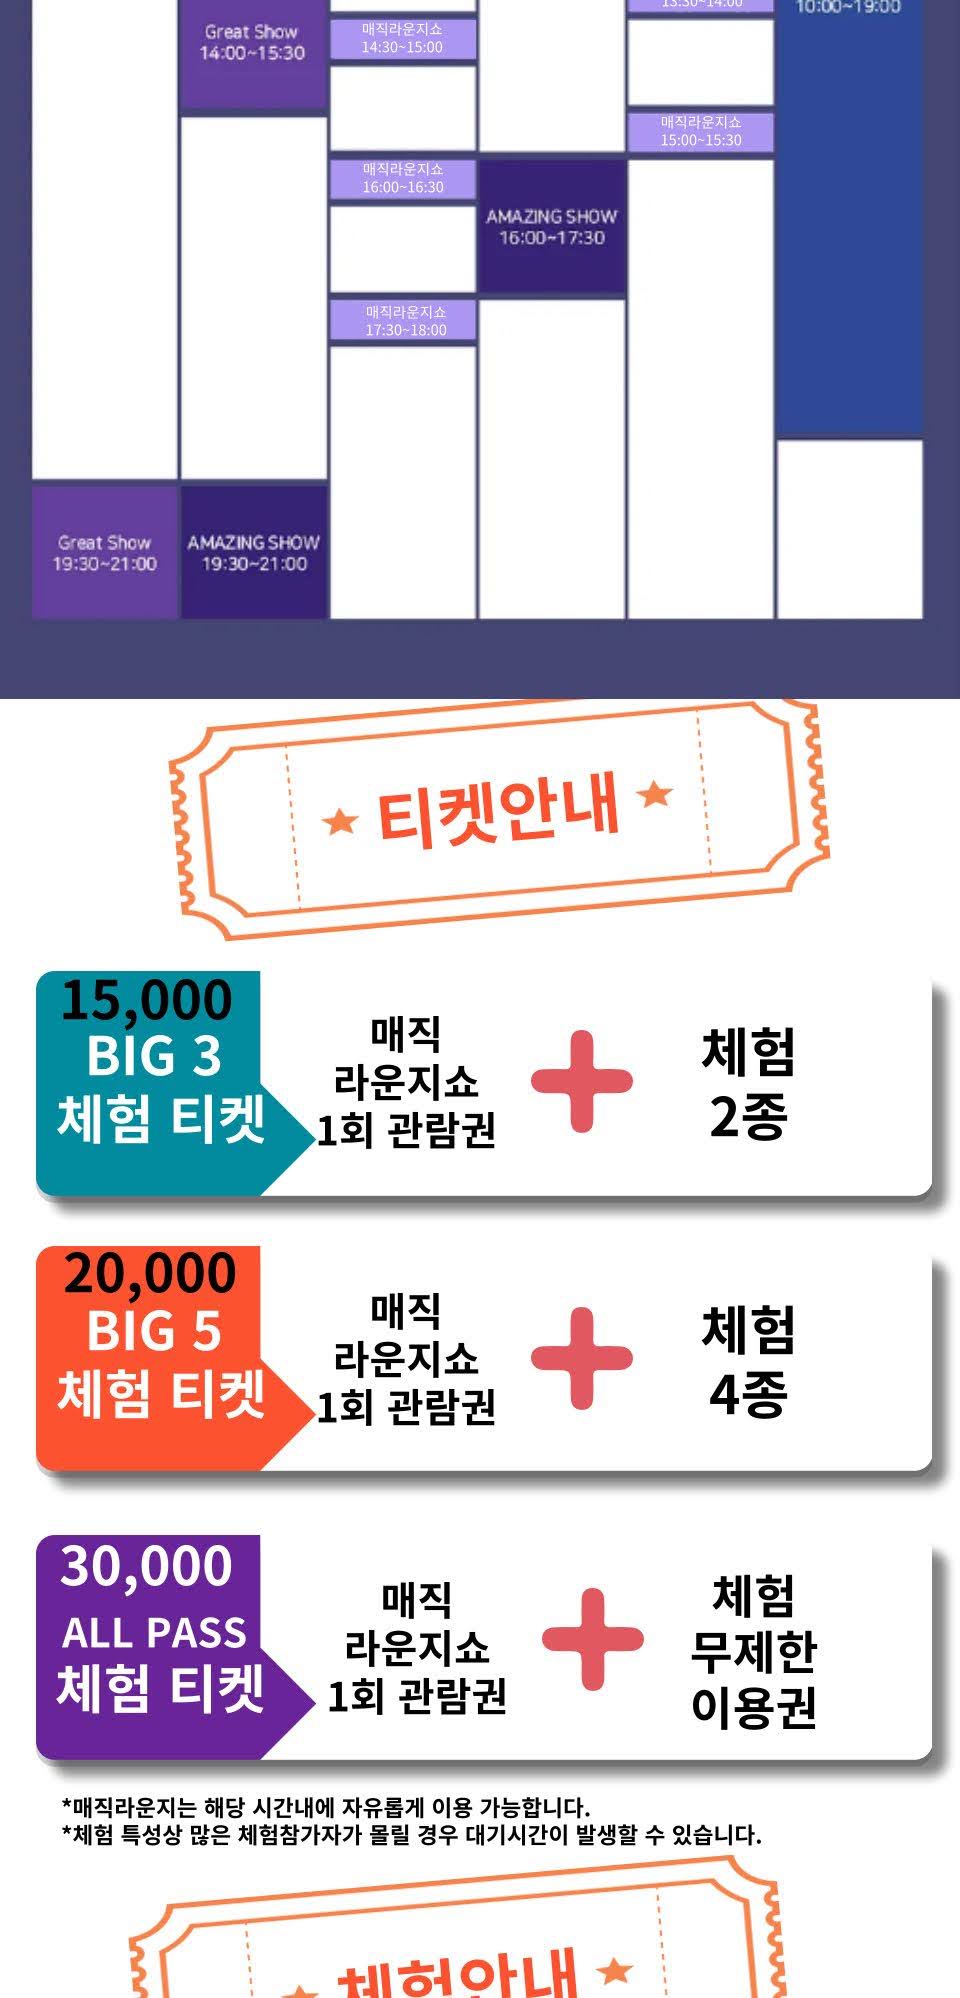 13:30~14:00
10:00~19:00
Great Show
14:00~15:30
매직라운지쇼
14:30~15:00
매직라운지쇼
15:00~15:30
매직라운지쇼
16:00~16:30
AMAZING SHOW
16:00~17:30
매직라운지쇼
17:30~18:00
Great Show
19:30~21:00
AMAZING SHOW
19:30~21:00
티켓안내
15,000
BIG 3
체험 티켓
매직
라운지쇼
1회 관람권
체험
2종
20,000
BIG 5
체험 티켓
매직
라운지쇼
1회 관람권
체험
4종
30,000
ALL PASS
체험 티켓
매직
라운지쇼
1회 관람권
체험
무제한
이용권
*매직라운지는 해당 시간내에 자유롭게 이용 가능합니다.
*체험 특성상 많은 체험참가자가 몰릴 경우 대기시간이 발생할 수 있습니다.
체험안내